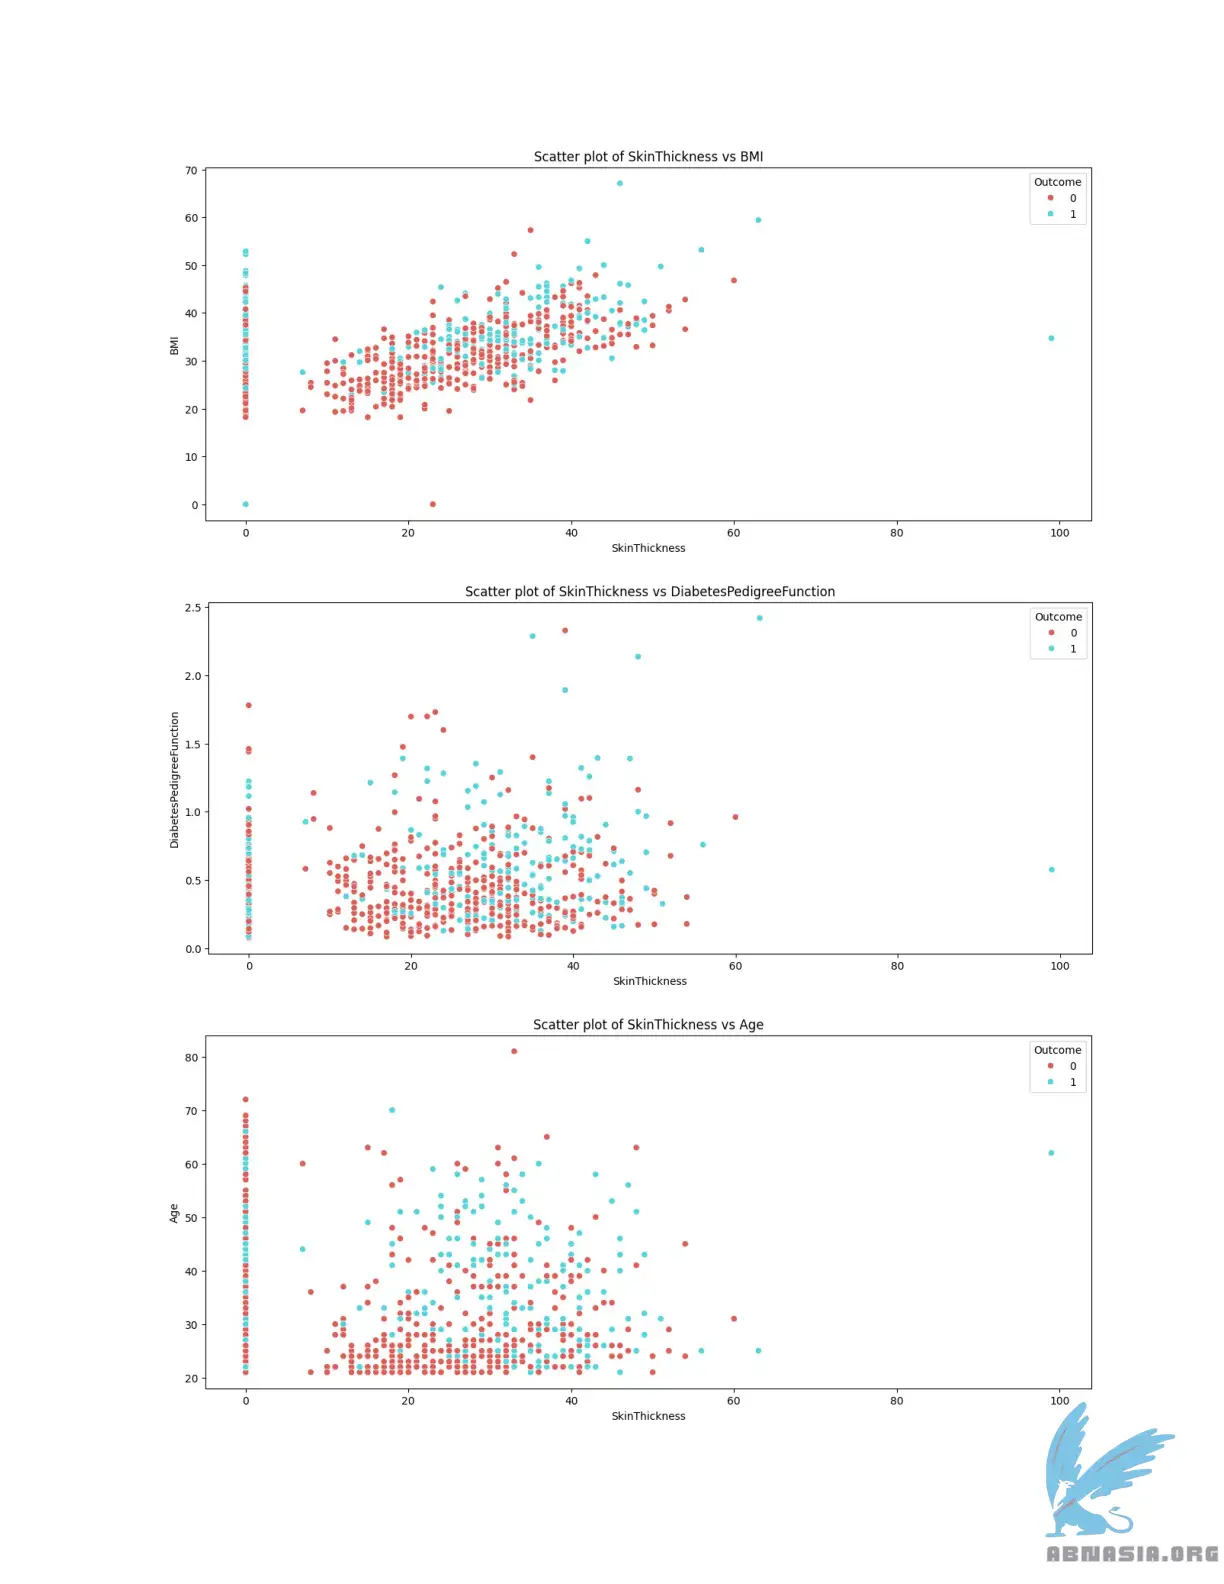 Scatter plot of SkinThickness vs BMI
70
60
50
40
30
20
10
0
BMI
Outcome
0
1
0 20 40 60 80 100
SkinThickness
Scatter plot of SkinThickness vs DiabetesPedigreeFunction
2.5
2.0
1.5
1.0
0.5
0.0
DiabetesPedigreeFunction
Outcome
0
1
0 20 40 60 80 100
SkinThickness
Scatter plot of SkinThickness vs Age
80
70
60
50
40
30
20
Age
Outcome
0
1
0 20 40 60 80 100
SkinThickness
ABNASIA.ORG